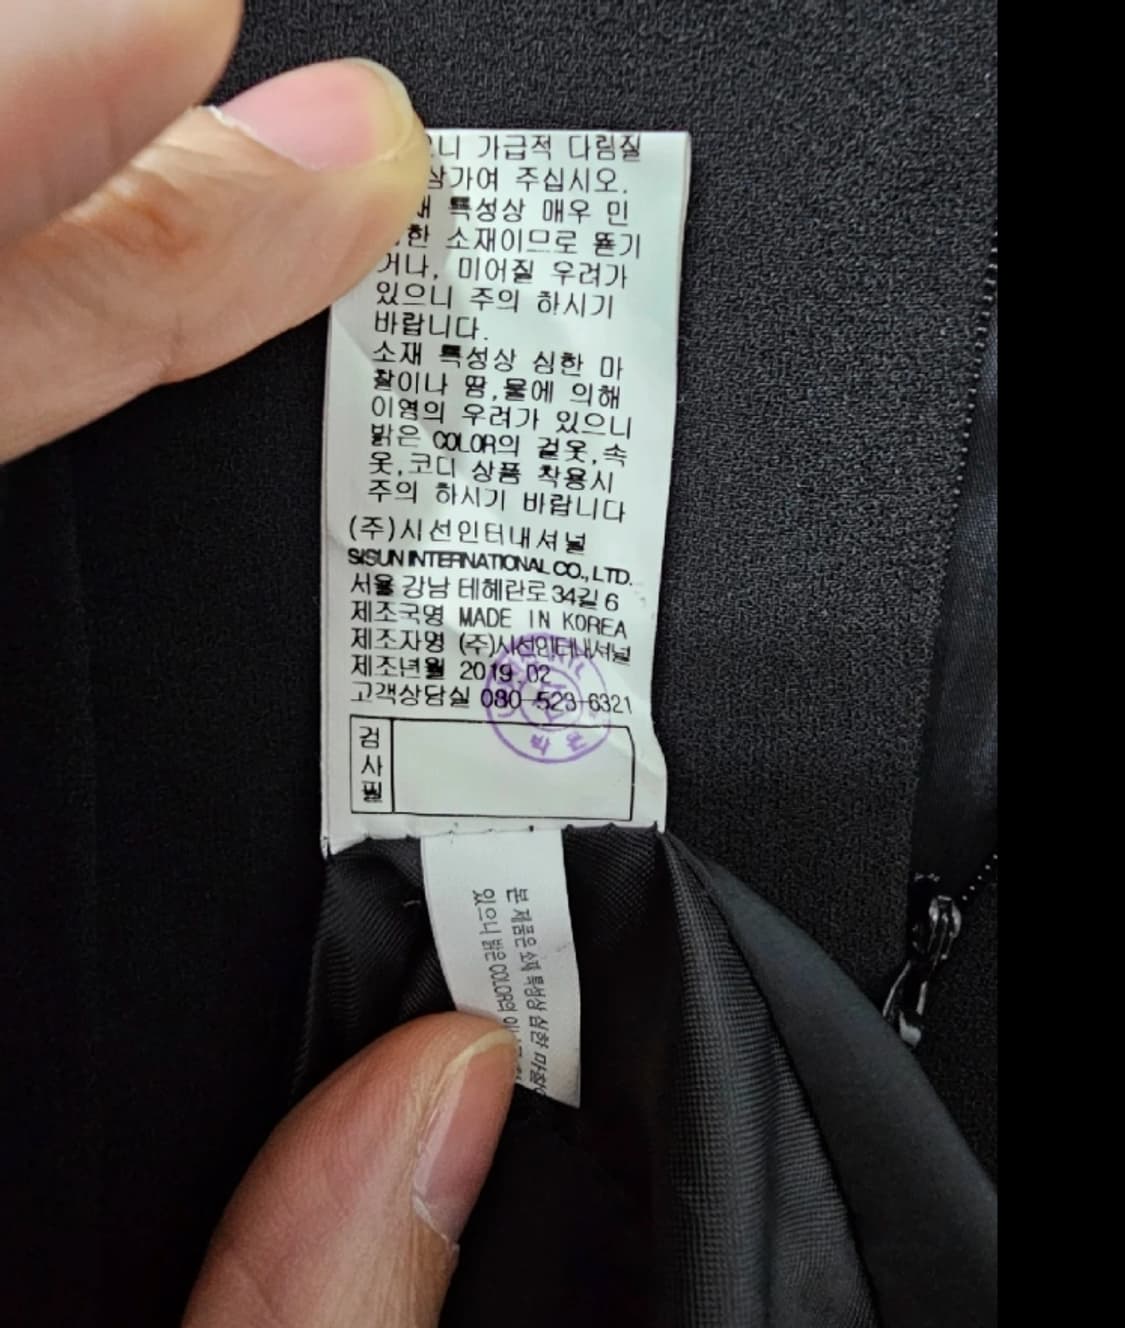 니 가급적 다림질
삼가여 주십시오.
특성상 매우 민
한 소재이므로 뜯기
거나, 미어질 우려가
있으니 주의 하시기
바랍니다.
소재 특성상 심한 마
찰이나 땀,물에 의해
이염의 우려가 있으니
밝은 COLOR의 겉옷,속
옷,코디 상품 착용시
주의 하시기 바랍니다
(주)시선인터내셔널
SISUN INTERNATIONAL CO.,LTD.
서울 강남 테헤란로34길 6
제조국명 MADE IN KOREA
제조자명 (주)시선인터내셔널
제조년월 2019.02
고객상담실 080-523-6321
검사필
본 제품은 소재 특성상 심한
있으니 밝은 COLOR의